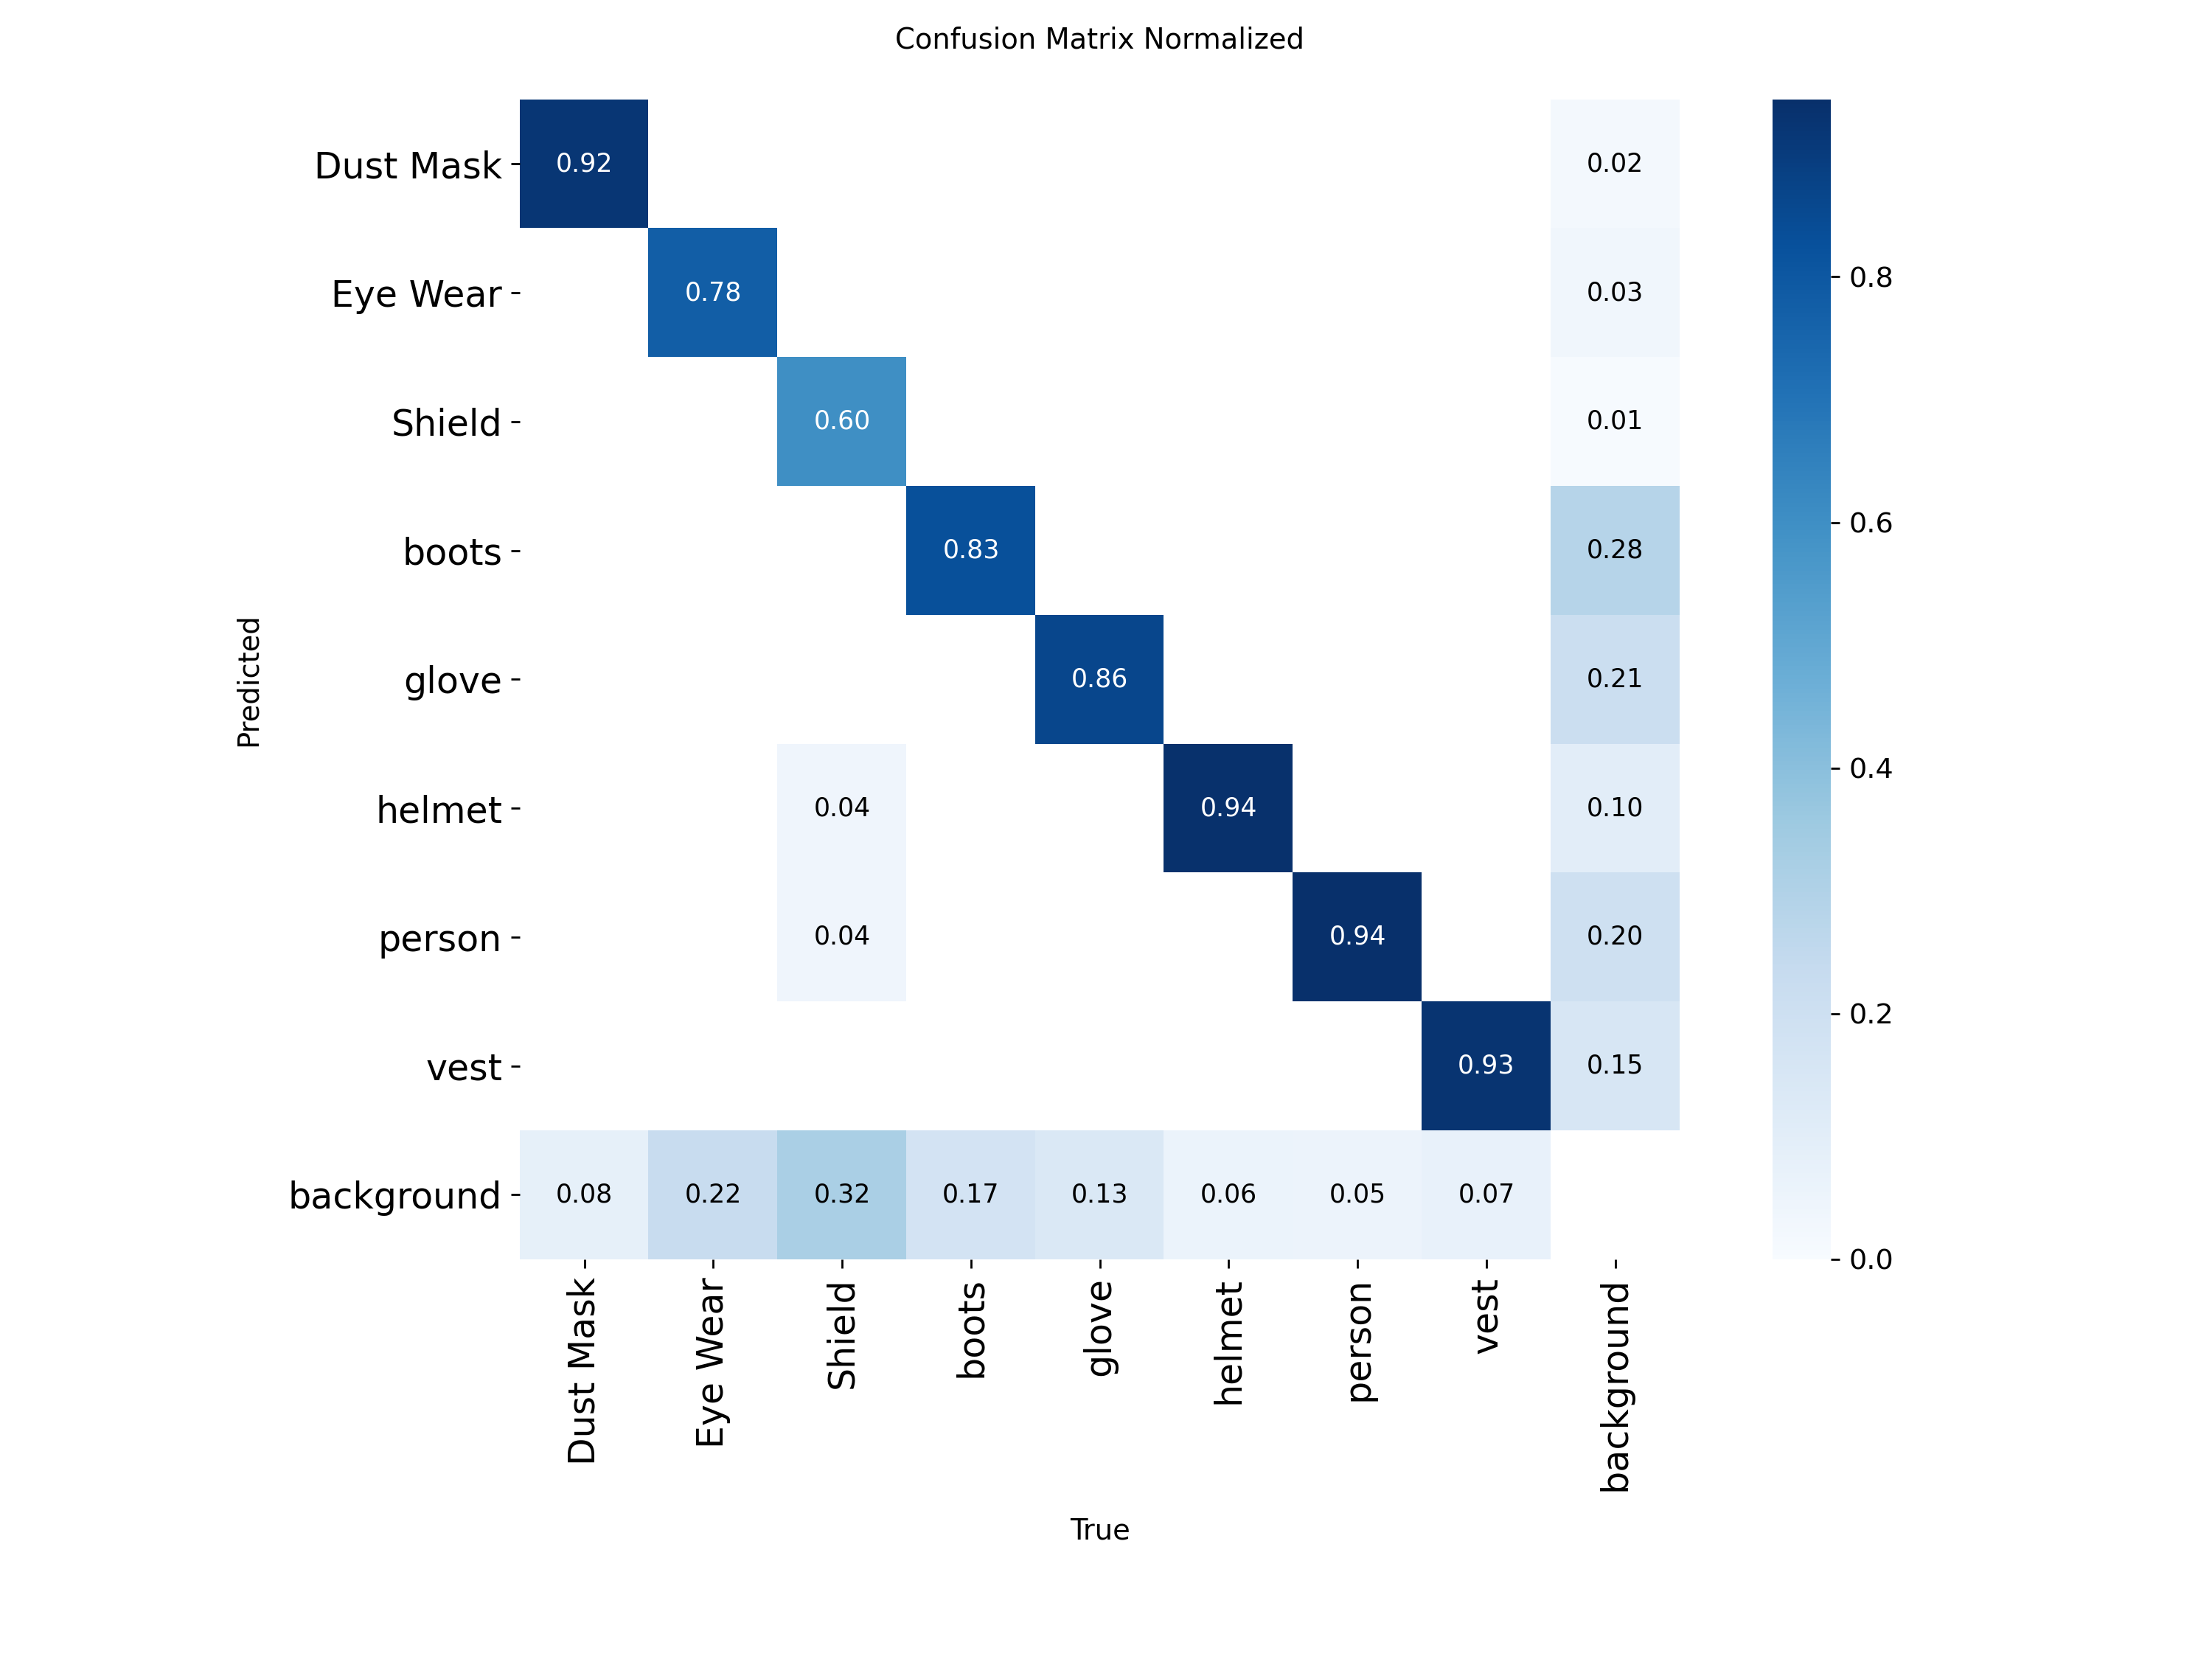 Confusion Matrix Normalized
Dust Mask 0.92 0.02
Eye Wear 0.78 0.03 0.8
Shield 0.60 0.01
0.6
boots 0.83 0.28
Predicted
glove 0.86 0.21
0.4
helmet 0.04 0.94 0.10
person 0.04 0.94 0.20
0.2
vest 0.93 0.15
background 0.08 0.22 0.32 0.17 0.13 0.06 0.05 0.07
0.0
Dust Mask Eye Wear Shield boots glove helmet person vest background
True